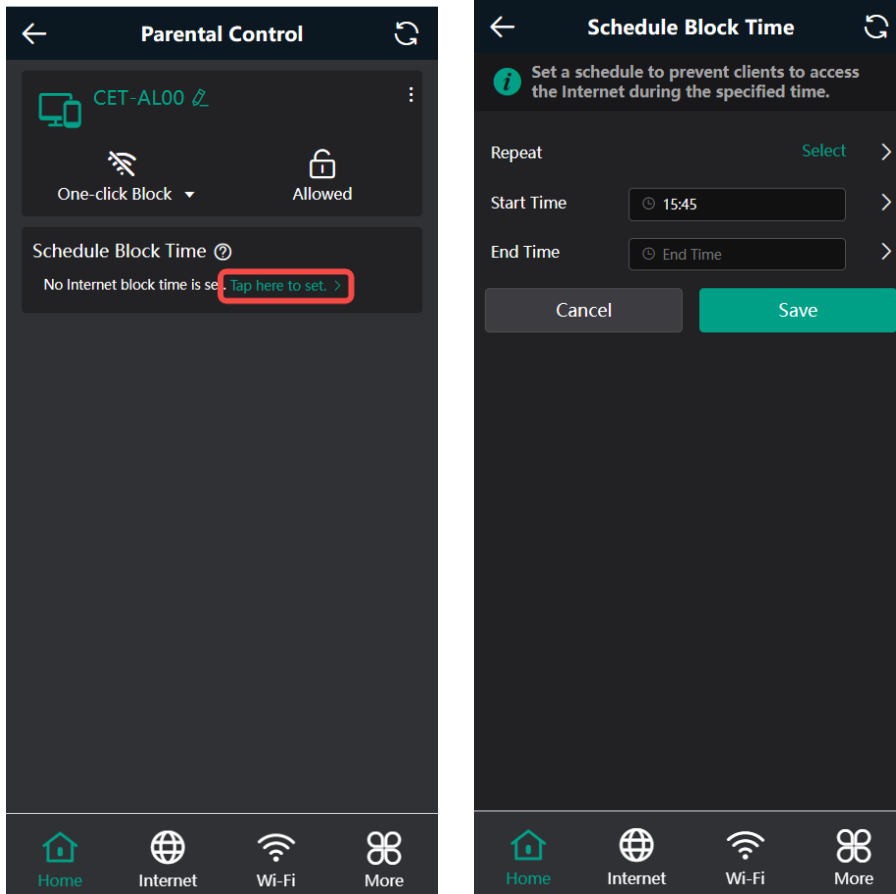 Parental Control
CET-AL00
One-click Block
Allowed
Schedule Block Time
No Internet block time is set. Tap here to set. >
Home
Internet
Wi-Fi
More
Schedule Block Time
Set a schedule to prevent clients to access
the Internet during the specified time.
Repeat
Select
Start Time
15:45
End Time
End Time
Cancel
Save
Home
Internet
Wi-Fi
More